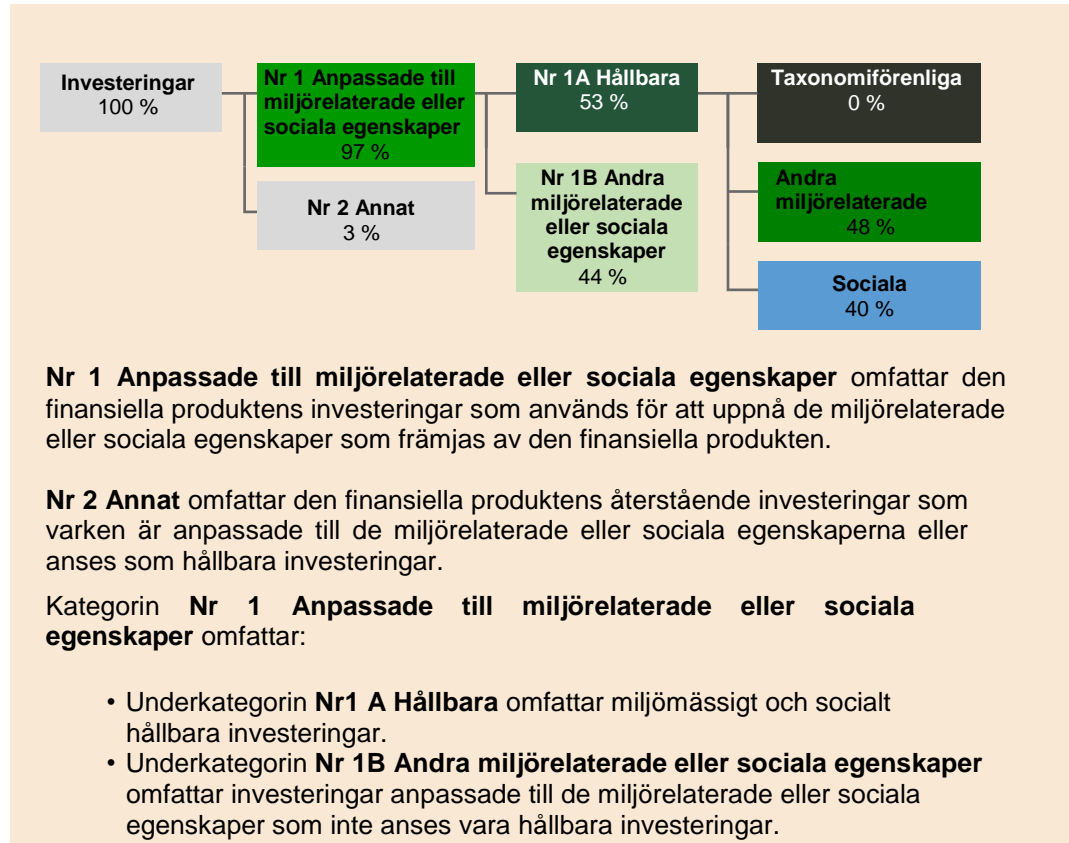 Investeringar
100 %
Nr 1 Anpassade till
miljörelaterade eller
sociala egenskaper
97 %
Nr 2 Annat
3 %
Nr 1A Hållbara
53 %
Nr 1B Andra
miljörelaterade
eller sociala
egenskaper
44 %
Taxonomiförenliga
0 %
Andra
miljörelaterade
48 %
Sociala
40 %
Nr 1 Anpassade till miljörelaterade eller sociala egenskaper omfattar den
finansiella produktens investeringar som används för att uppnå de miljörelaterade
eller sociala egenskaper som främjas av den finansiella produkten.
Nr 2 Annat omfattar den finansiella produktens återstående investeringar som
varken är anpassade till de miljörelaterade eller sociala egenskaperna eller
anses som hållbara investeringar.
Kategorin Nr 1 Anpassade till miljörelaterade eller sociala
egenskaper omfattar:
• Underkategorin Nr1 A Hållbara omfattar miljömässigt och socialt
hållbara investeringar.
• Underkategorin Nr 1B Andra miljörelaterade eller sociala egenskaper
omfattar investeringar anpassade till de miljörelaterade eller sociala
egenskaper som inte anses vara hållbara investeringar.